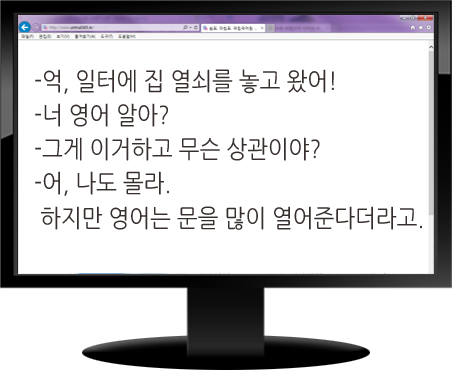 -억, 일터에 집 열쇠를 놓고 왔어!
-너 영어 알아?
-그게 이거하고 무슨 상관이야?
-어, 나도 몰라.
하지만 영어는 문을 많이 열어준다더라고.